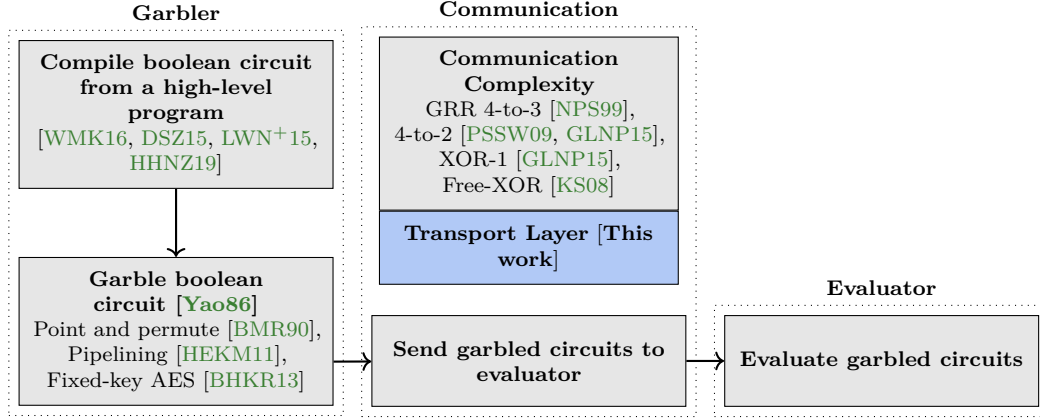 Garbler
Compile boolean circuit
from a high-level
program
[WMK16, DSZ15, LWN+15,
HHNZ19]
Garble boolean
circuit [Yao86]
Point and permute [BMR90],
Pipelining [HEKM11],
Fixed-key AES [BHKR13]
Communication
Communication
Complexity
GRR 4-to-3 [NPS99],
4-to-2 [PSSW09, GLNP15],
XOR-1 [GLNP15],
Free-XOR [KS08]
Transport Layer [This
work]
Send garbled circuits to
evaluator
Evaluator
Evaluate garbled circuits